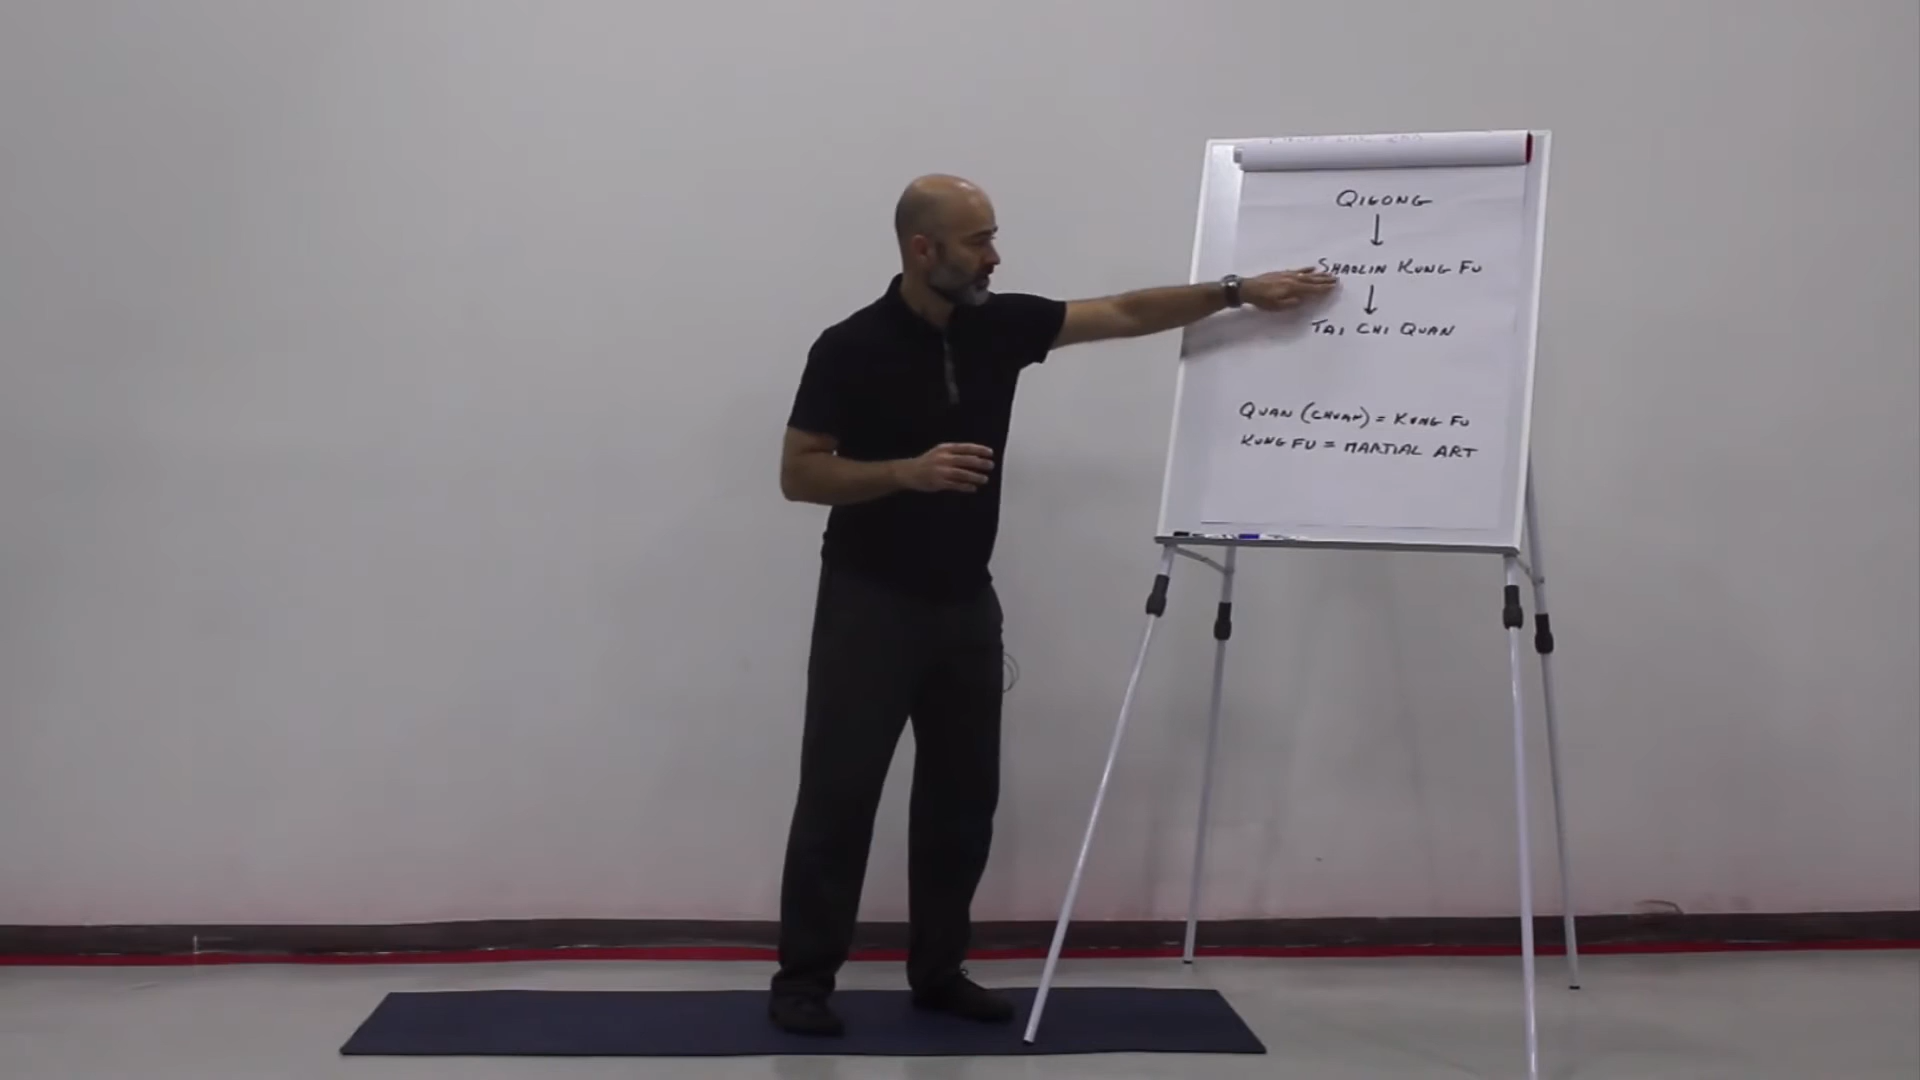 QIGONG
SHAOLIN KUNG FU
TAI CHI QUAN
QUAN (CHUAN) = KUNG FU
KUNG FU = MARTIAL ART